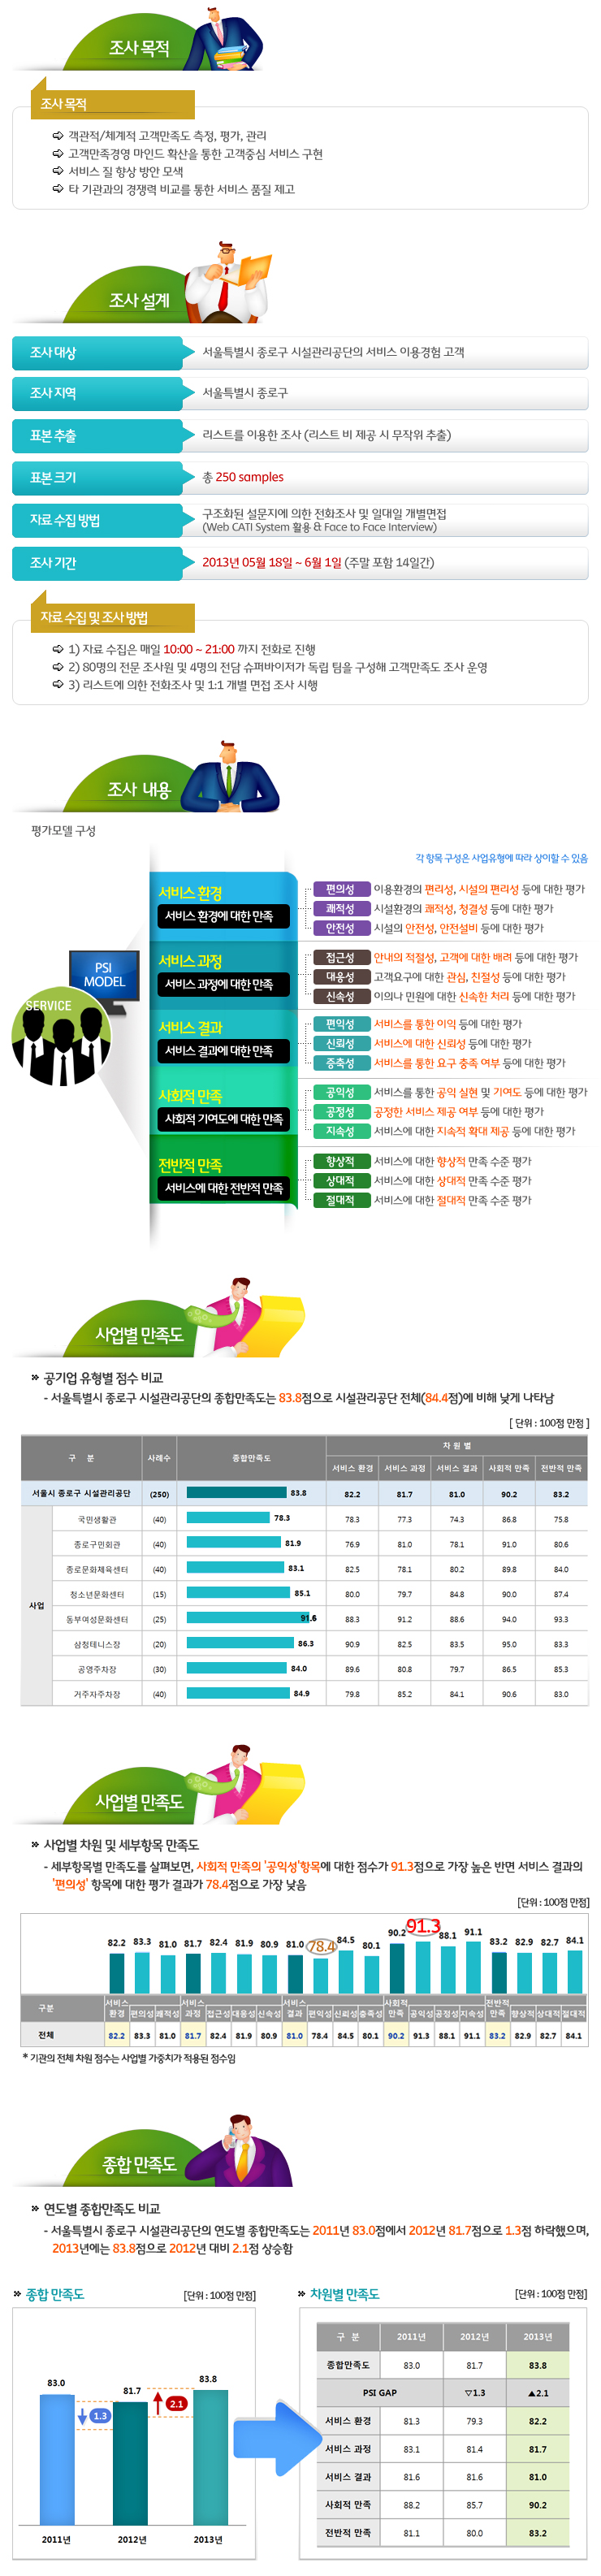 조사 목적
조사 목적
객관적/체계적 고객만족도 측정, 평가, 관리
고객만족경영 마인드 확산을 통한 고객중심 서비스 구현
서비스 질 향상 방안 모색
타 기관과의 경쟁력 비교를 통한 서비스 품질 제고
조사 설계
조사 대상 서울특별시 종로구 시설관리공단의 서비스 이용경험 고객
조사 지역 서울특별시 종로구
표본 추출 리스트를 이용한 조사 (리스트 비 제공 시 무작위 추출)
표본 크기 총 250 samples
자료 수집 방법 구조화된 설문지에 의한 전화조사 및 일대일 개별면접
(Web CATI System 활용 & Face to Face Interview)
조사 기간 2013년 05월 18일 ~ 6월 1일 (주말 포함 14일간)
자료 수집 및 조사 방법
1) 자료 수집은 매일 10:00 ~ 21:00 까지 전화로 진행
2) 80명의 전문 조사원 및 4명의 전담 슈퍼바이저가 독립 팀을 구성해 고객만족도 조사 운영
3) 리스트에 의한 전화조사 및 1:1 개별 면접 조사 시행
조사 내용
평가모델 구성
각 항목 구성은 사업유형에 따라 상이할 수 있음
PSI
MODEL
SERVICE
서비스 환경
서비스 환경에 대한 만족
편의성 이용환경의 편리성, 시설의 편리성 등에 대한 평가
쾌적성 시설환경의 쾌적성, 청결성 등에 대한 평가
안전성 시설의 안전성, 안전설비 등에 대한 평가
서비스 과정
서비스 과정에 대한 만족
접근성 안내의 적절성, 고객에 대한 배려 등에 대한 평가
대응성 고객요구에 대한 관심, 친절성 등에 대한 평가
신속성 이의나 민원에 대한 신속한 처리 등에 대한 평가
서비스 결과
서비스 결과에 대한 만족
편익성 서비스를 통한 이익 등에 대한 평가
신뢰성 서비스에 대한 신뢰성 등에 대한 평가
충족성 서비스를 통한 요구 충족 여부 등에 대한 평가
사회적 만족
사회적 기여도에 대한 만족
공익성 서비스를 통한 공익 실현 및 기여도 등에 대한 평가
공정성 공정한 서비스 제공 여부 등에 대한 평가
지속성 서비스에 대한 지속적 확대 제공 등에 대한 평가
전반적 만족
서비스에 대한 전반적 만족
향상적 서비스에 대한 향상적 만족 수준 평가
상대적 서비스에 대한 상대적 만족 수준 평가
절대적 서비스에 대한 절대적 만족 수준 평가
사업별 만족도
공기업 유형별 점수 비교
- 서울특별시 종로구 시설관리공단의 종합만족도는 83.8점으로 시설관리공단 전체(84.4점)에 비해 낮게 나타남
[ 단위 : 100점 만점 ]
구 분 사례수 종합만족도 차 원 별
서비스 환경 서비스 과정 서비스 결과 사회적 만족 전반적 만족
서울시 종로구 시설관리공단 (250) 83.8 82.2 81.7 81.0 90.2 83.2
사업
국민생활관 (40) 78.3 78.3 77.3 74.3 86.8 75.8
종로구민회관 (40) 81.9 76.9 81.0 78.1 91.0 80.6
종로문화체육센터 (40) 83.1 82.5 78.1 80.2 89.8 84.0
청소년문화센터 (15) 85.1 80.0 79.7 84.8 90.0 87.4
동부여성문화센터 (25) 91.6 88.3 91.2 88.6 94.0 93.3
삼청테니스장 (20) 86.3 90.9 82.5 83.5 95.0 83.3
공영주차장 (30) 84.0 89.6 80.8 79.7 86.5 85.3
거주자주차장 (40) 84.9 79.8 85.2 84.1 90.6 83.0
사업별 만족도
사업별 차원 및 세부항목 만족도
- 세부항목별 만족도를 살펴보면, 사회적 만족의 '공익성'항목에 대한 점수가 91.3점으로 가장 높은 반면 서비스 결과의
'편의성' 항목에 대한 평가 결과가 78.4점으로 가장 낮음
[단위 : 100점 만점]
82.2 83.3 81.0 81.7 82.4 81.9 80.9 81.0 78.4 84.5 80.1 90.2 91.3 88.1 91.1 83.2 82.9 82.7 84.1
구분 서비스 환경 편의성 쾌적성 서비스 과정 접근성 대응성 신속성 서비스 결과 편익성 신뢰성 충족성 사회적 만족 공익성 공정성 지속성 전반적 만족 향상적 상대적 절대적
전체 82.2 83.3 81.0 81.7 82.4 81.9 80.9 81.0 78.4 84.5 80.1 90.2 91.3 88.1 91.1 83.2 82.9 82.7 84.1
* 기관의 전체 차원 점수는 사업별 가중치가 적용된 점수임
종합 만족도
연도별 종합만족도 비교
- 서울특별시 종로구 시설관리공단의 연도별 종합만족도는 2011년 83.0점에서 2012년 81.7점으로 1.3점 하락했으며,
2013년에는 83.8점으로 2012년 대비 2.1점 상승함
종합 만족도 [단위 : 100점 만점]
83.0 81.7 83.8
1.3 2.1
2011년 2012년 2013년
차원별 만족도 [단위 : 100점 만점]
구 분 2011년 2012년 2013년
종합만족도 83.0 81.7 83.8
PSI GAP ▽1.3 ▲2.1
서비스 환경 81.3 79.3 82.2
서비스 과정 83.1 81.4 81.7
서비스 결과 81.6 81.6 81.0
사회적 만족 88.2 85.7 90.2
전반적 만족 81.1 80.0 83.2